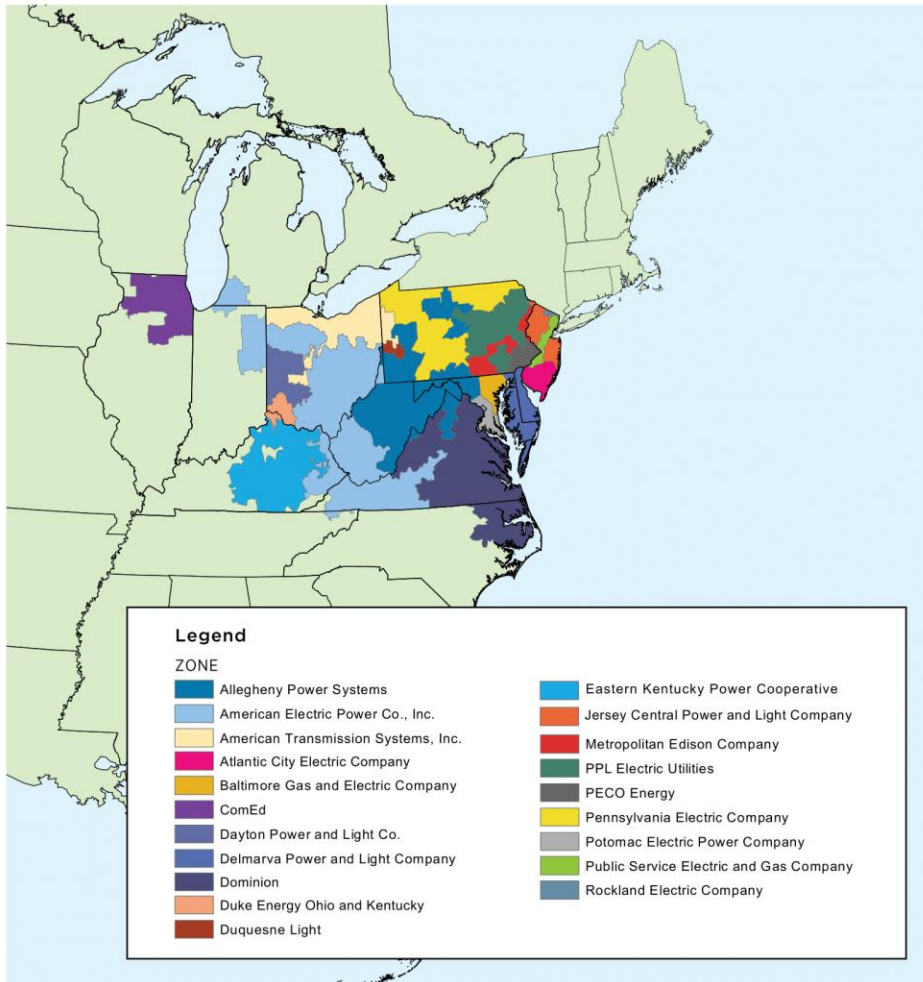 Legend
ZONE
Allegheny Power Systems
American Electric Power Co., Inc.
American Transmission Systems, Inc.
Atlantic City Electric Company
Baltimore Gas and Electric Company
ComEd
Dayton Power and Light Co.
Delmarva Power and Light Company
Dominion
Duke Energy Ohio and Kentucky
Duquesne Light
Eastern Kentucky Power Cooperative
Jersey Central Power and Light Company
Metropolitan Edison Company
PPL Electric Utilities
PECO Energy
Pennsylvania Electric Company
Potomac Electric Power Company
Public Service Electric and Gas Company
Rockland Electric Company